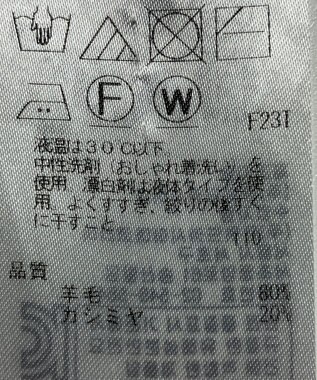 F
W
F23I
液温は30C以下
中性洗剤(おしゃれ着洗い)を
使用 漂白剤は液体タイプを使
用 よくすすぎ、絞りの後すぐ
に干すこと
110
品質
羊毛 80%
カシミヤ 20%